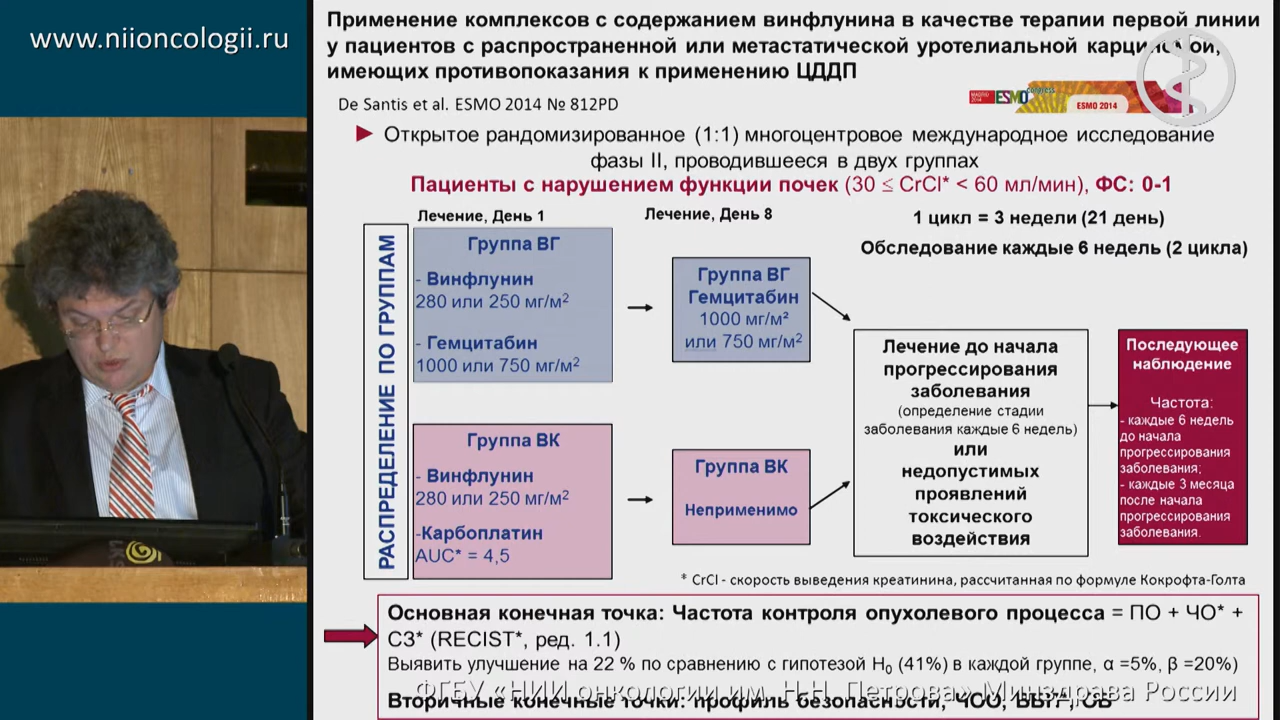 www.niioncologii.ru
Применение комплексов с содержанием винфлунина в качестве терапии первой линии
у пациентов с распространенной или метастатической уротелиальной карциномой,
имеющих противопоказания к применению ЦДДП
De Santis et al. ESMO 2014 № 812PD
MADRID 2014 ESMO congress
ESMO 2014
Открытое рандомизированное (1:1) многоцентровое международное исследование
фазы II, проводившееся в двух группах
Пациенты с нарушением функции почек (30 ≤ CrCl* < 60 мл/мин), ФС: 0-1
РАСПРЕДЕЛЕНИЕ ПО ГРУППАМ
Лечение, День 1
Группа ВГ
- Винфлунин
280 или 250 мг/м²
- Гемцитабин
1000 или 750 мг/м²
Группа ВК
- Винфлунин
280 или 250 мг/м²
-Карбоплатин
AUC* = 4,5
Лечение, День 8
Группа ВГ
Гемцитабин
1000 мг/м²
или 750 мг/м²
Группа ВК
Неприменимо
1 цикл = 3 недели (21 день)
Обследование каждые 6 недель (2 цикла)
Лечение до начала
прогрессирования
заболевания
(определение стадии
заболевания каждые 6 недель)
или
недопустимых
проявлений
токсического
воздействия
Последующее
наблюдение
Частота:
- каждые 6 недель
до начала
прогрессирования
заболевания;
- каждые 3 месяца
после начала
прогрессирования
заболевания.
* CrCl - скорость выведения креатинина, рассчитанная по формуле Кокрофта-Голта
Основная конечная точка: Частота контроля опухолевого процесса = ПО + ЧО* +
СЗ* (RECIST*, ред. 1.1)
Выявить улучшение на 22 % по сравнению с гипотезой H₀ (41%) в каждой группе, α =5%, β =20%)
Вторичные конечные точки: профиль безопасности, ЧОО, ВБП*, ОВ
ФГБУ «НИИ онкологии им. Н.Н. Петрова» Минздрава России